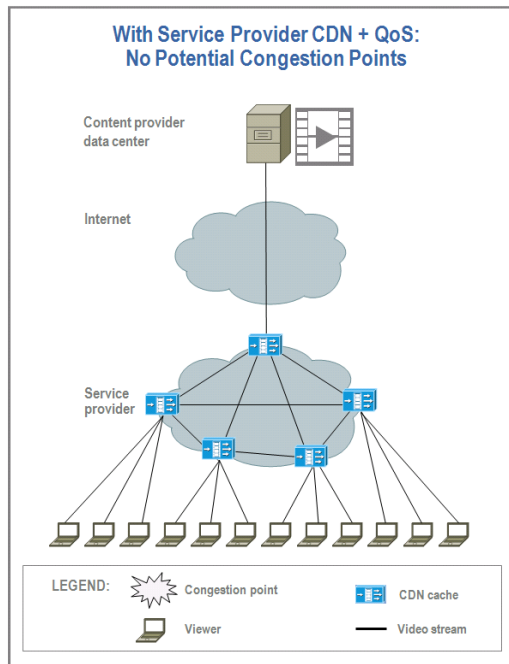 With Service Provider CDN + QoS:
No Potential Congestion Points
Content provider
data center
Internet
Service
provider
LEGEND:
Congestion point
CDN cache
Viewer
Video stream